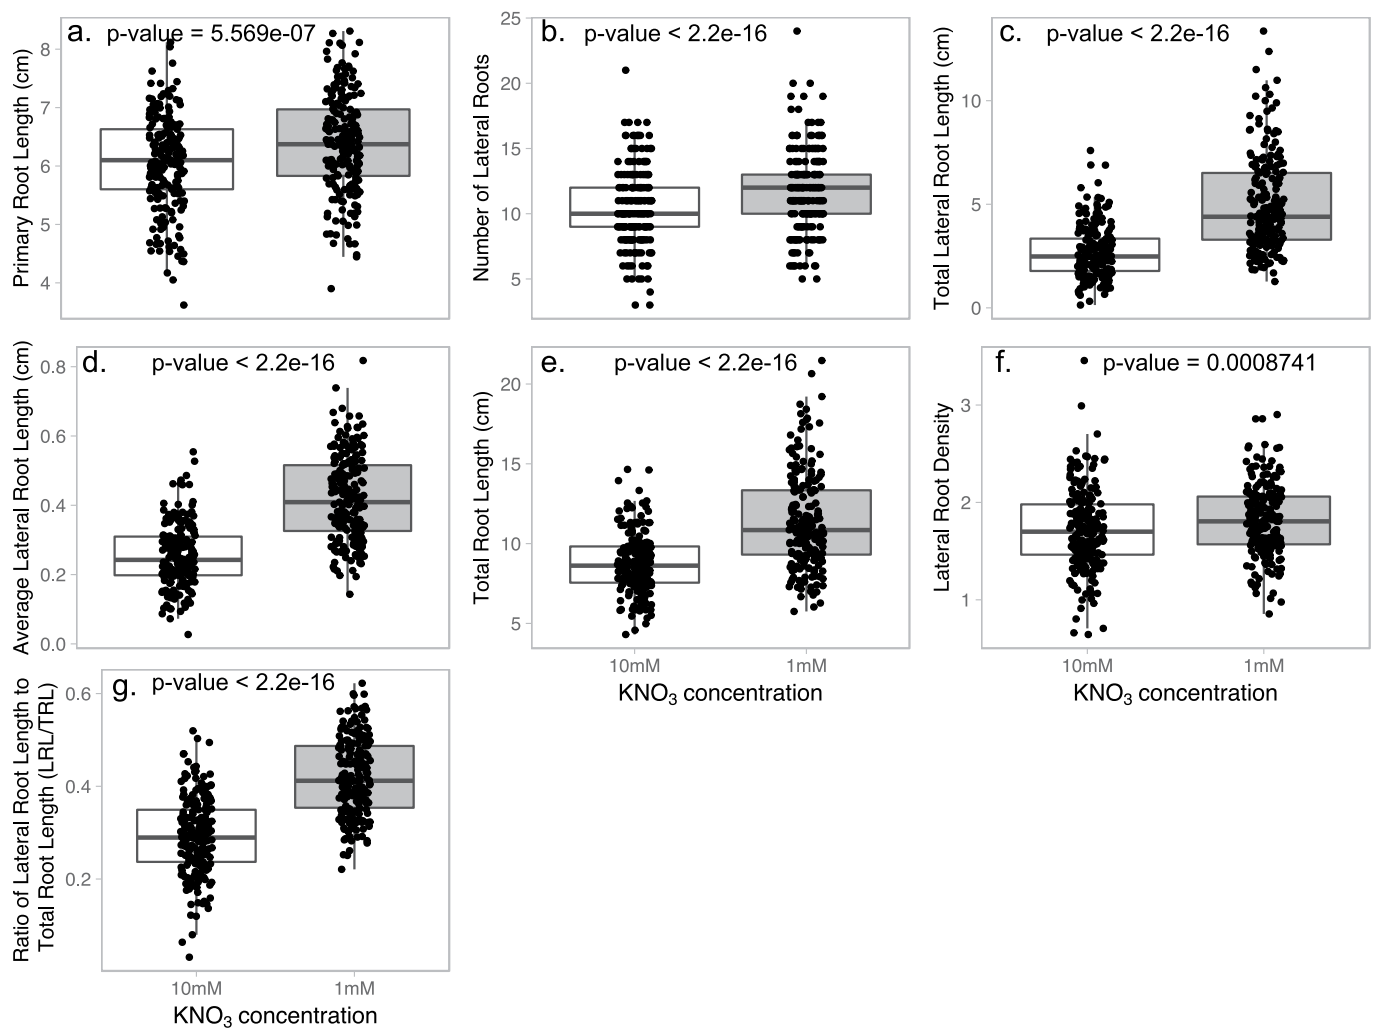 a. p-value = 5.569e-07
Primary Root Length (cm)
8
7
6
5
4
b. p-value < 2.2e-16
Number of Lateral Roots
25
20
15
10
5
c. p-value < 2.2e-16
Total Lateral Root Length (cm)
10
5
0
d. p-value < 2.2e-16
Average Lateral Root Length (cm)
0.8
0.6
0.4
0.2
0.0
e. p-value < 2.2e-16
Total Root Length (cm)
20
15
10
5
10mM 1mM
KNO₃ concentration
f. p-value = 0.0008741
Lateral Root Density
3
2
1
10mM 1mM
KNO₃ concentration
g. p-value < 2.2e-16
Ratio of Lateral Root Length to
Total Root Length (LRL/TRL)
0.6
0.4
0.2
10mM 1mM
KNO₃ concentration